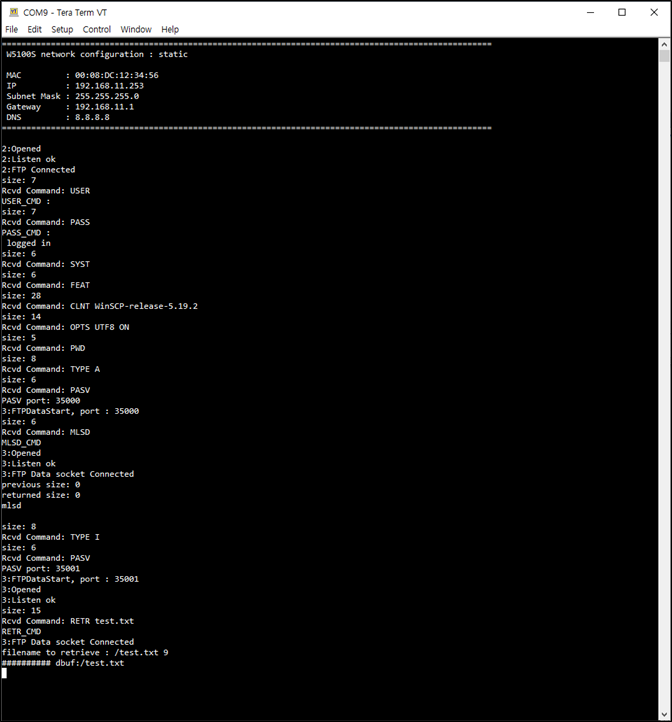 COM9 - Tera Term VT
File Edit Setup Control Window Help
====================================================================================================
W5100S network configuration : static
MAC : 00:08:DC:12:34:56
IP : 192.168.11.253
Subnet Mask : 255.255.255.0
Gateway : 192.168.11.1
DNS : 8.8.8.8
====================================================================================================
2:Opened
2:Listen ok
2:FTP Connected
size: 7
Rcvd Command: USER
USER_CMD :
size: 7
Rcvd Command: PASS
PASS_CMD :
logged in
size: 6
Rcvd Command: SYST
size: 6
Rcvd Command: FEAT
size: 28
Rcvd Command: CLNT WinSCP-release-5.19.2
size: 14
Rcvd Command: OPTS UTF8 ON
size: 5
Rcvd Command: PWD
size: 8
Rcvd Command: TYPE A
size: 6
Rcvd Command: PASV
PASV port: 35000
3:FTPDataStart, port : 35000
size: 6
Rcvd Command: MLSD
MLSD_CMD
3:Opened
3:Listen ok
3:FTP Data socket Connected
previous size: 0
returned size: 0
mlsd
size: 8
Rcvd Command: TYPE I
size: 6
Rcvd Command: PASV
PASV port: 35001
3:FTPDataStart, port : 35001
3:Opened
3:Listen ok
size: 15
Rcvd Command: RETR test.txt
RETR_CMD
3:FTP Data socket Connected
filename to retrieve : /test.txt 9
########## dbuf:/test.txt